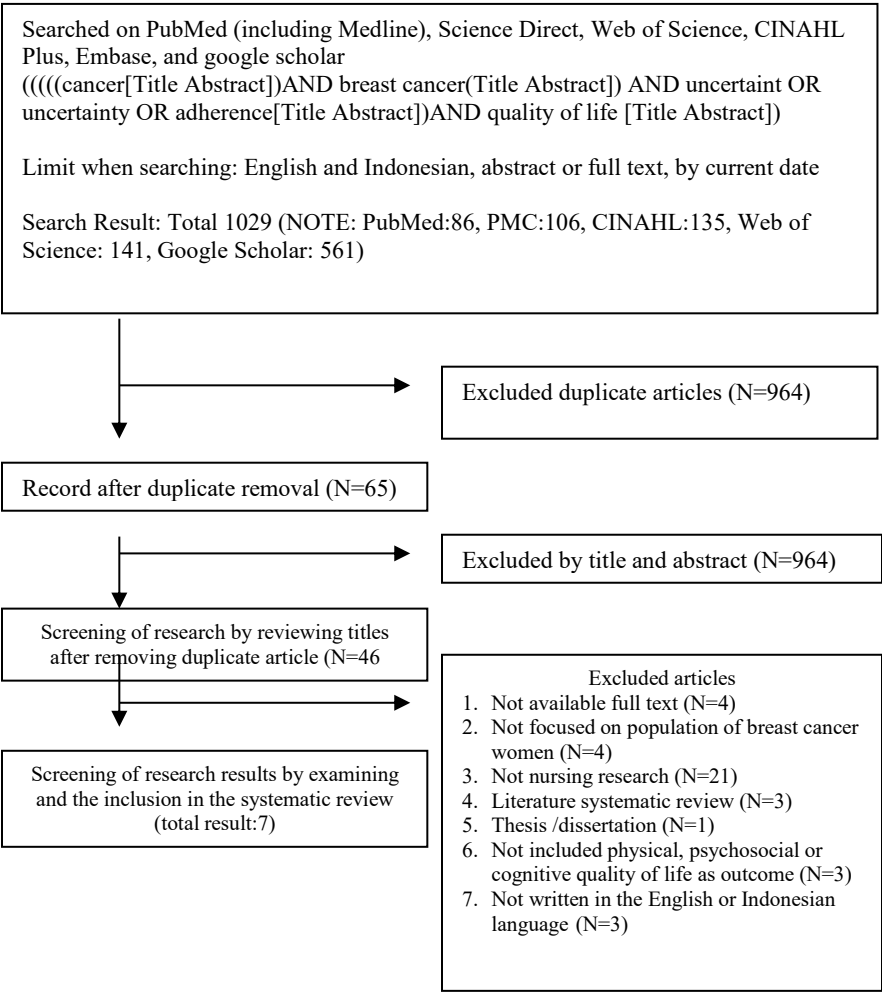 Searched on PubMed (including Medline), Science Direct, Web of Science, CINAHL
Plus, Embase, and google scholar
(((((cancer[Title Abstract])AND breast cancer(Title Abstract]) AND uncertaint OR
uncertainty OR adherence[Title Abstract])AND quality of life [Title Abstract])
Limit when searching: English and Indonesian, abstract or full text, by current date
Search Result: Total 1029 (NOTE: PubMed:86, PMC:106, CINAHL:135, Web of
Science: 141, Google Scholar: 561)
Excluded duplicate articles (N=964)
Record after duplicate removal (N=65)
Excluded by title and abstract (N=964)
Screening of research by reviewing titles
after removing duplicate article (N=46
Excluded articles
1. Not available full text (N=4)
2. Not focused on population of breast cancer
women (N=4)
3. Not nursing research (N=21)
4. Literature systematic review (N=3)
5. Thesis /dissertation (N=1)
6. Not included physical, psychosocial or
cognitive quality of life as outcome (N=3)
7. Not written in the English or Indonesian
language (N=3)
Screening of research results by examining
and the inclusion in the systematic review
(total result:7)